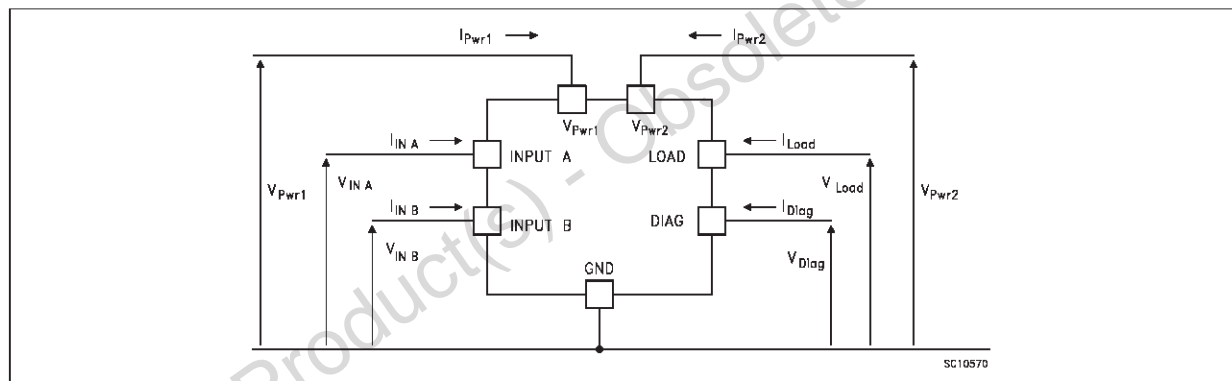 I_Pwr1
I_Pwr2
V_Pwr1
V_Pwr2
I_IN A
INPUT A
LOAD
I_Load
V_Pwr1
V_IN A
V_Load
V_Pwr2
I_IN B
INPUT B
DIAG
I_Diag
V_IN B
V_Diag
GND
SC10570
Product(s) - Obsolete